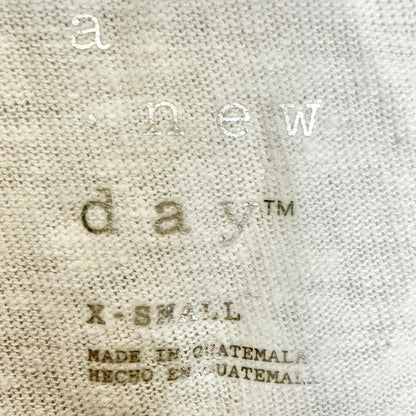 a
new
day™
X-SMALL
MADE IN GUATEMALA
HECHO EN GUATEMALA